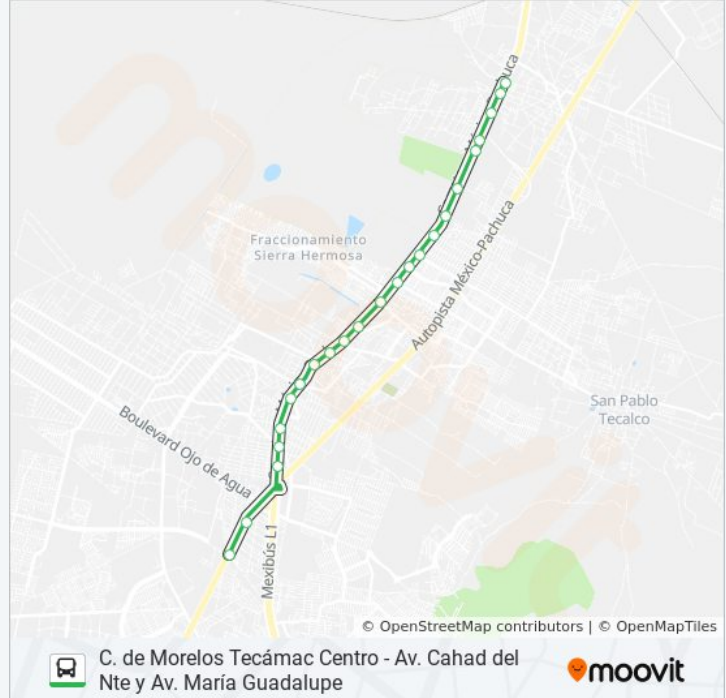 Fraccionamiento
Sierra Hermosa
Autopista México-Pachuca
San Pablo
Tecalco
Boulevard Ojo de Agua
Mexibús L1
© OpenStreetMap contributors | © OpenMapTiles
C. de Morelos Tecámac Centro - Av. Cahad del
Nte y Av. María Guadalupe
moovit